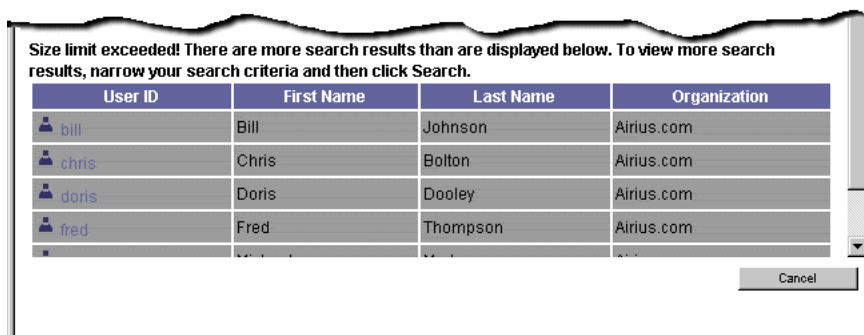 Size limit exceeded! There are more search results than are displayed below. To view more search
results, narrow your search criteria and then click Search.
User ID First Name Last Name Organization
bill Bill Johnson Airius.com
chris Chris Bolton Airius.com
doris Doris Dooley Airius.com
fred Fred Thompson Airius.com
Cancel